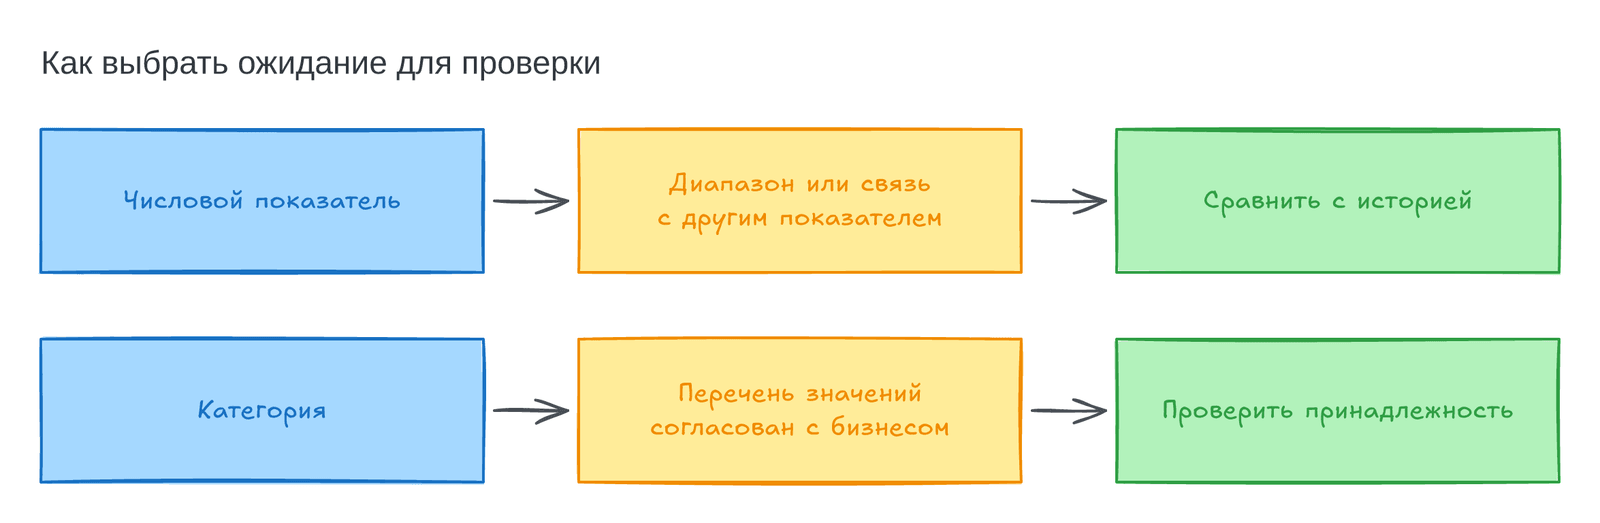 Как выбрать ожидание для проверки
Числовой показатель
Диапазон или связь
с другим показателем
Сравнить с историей
Категория
Перечень значений
согласован с бизнесом
Проверить принадлежность